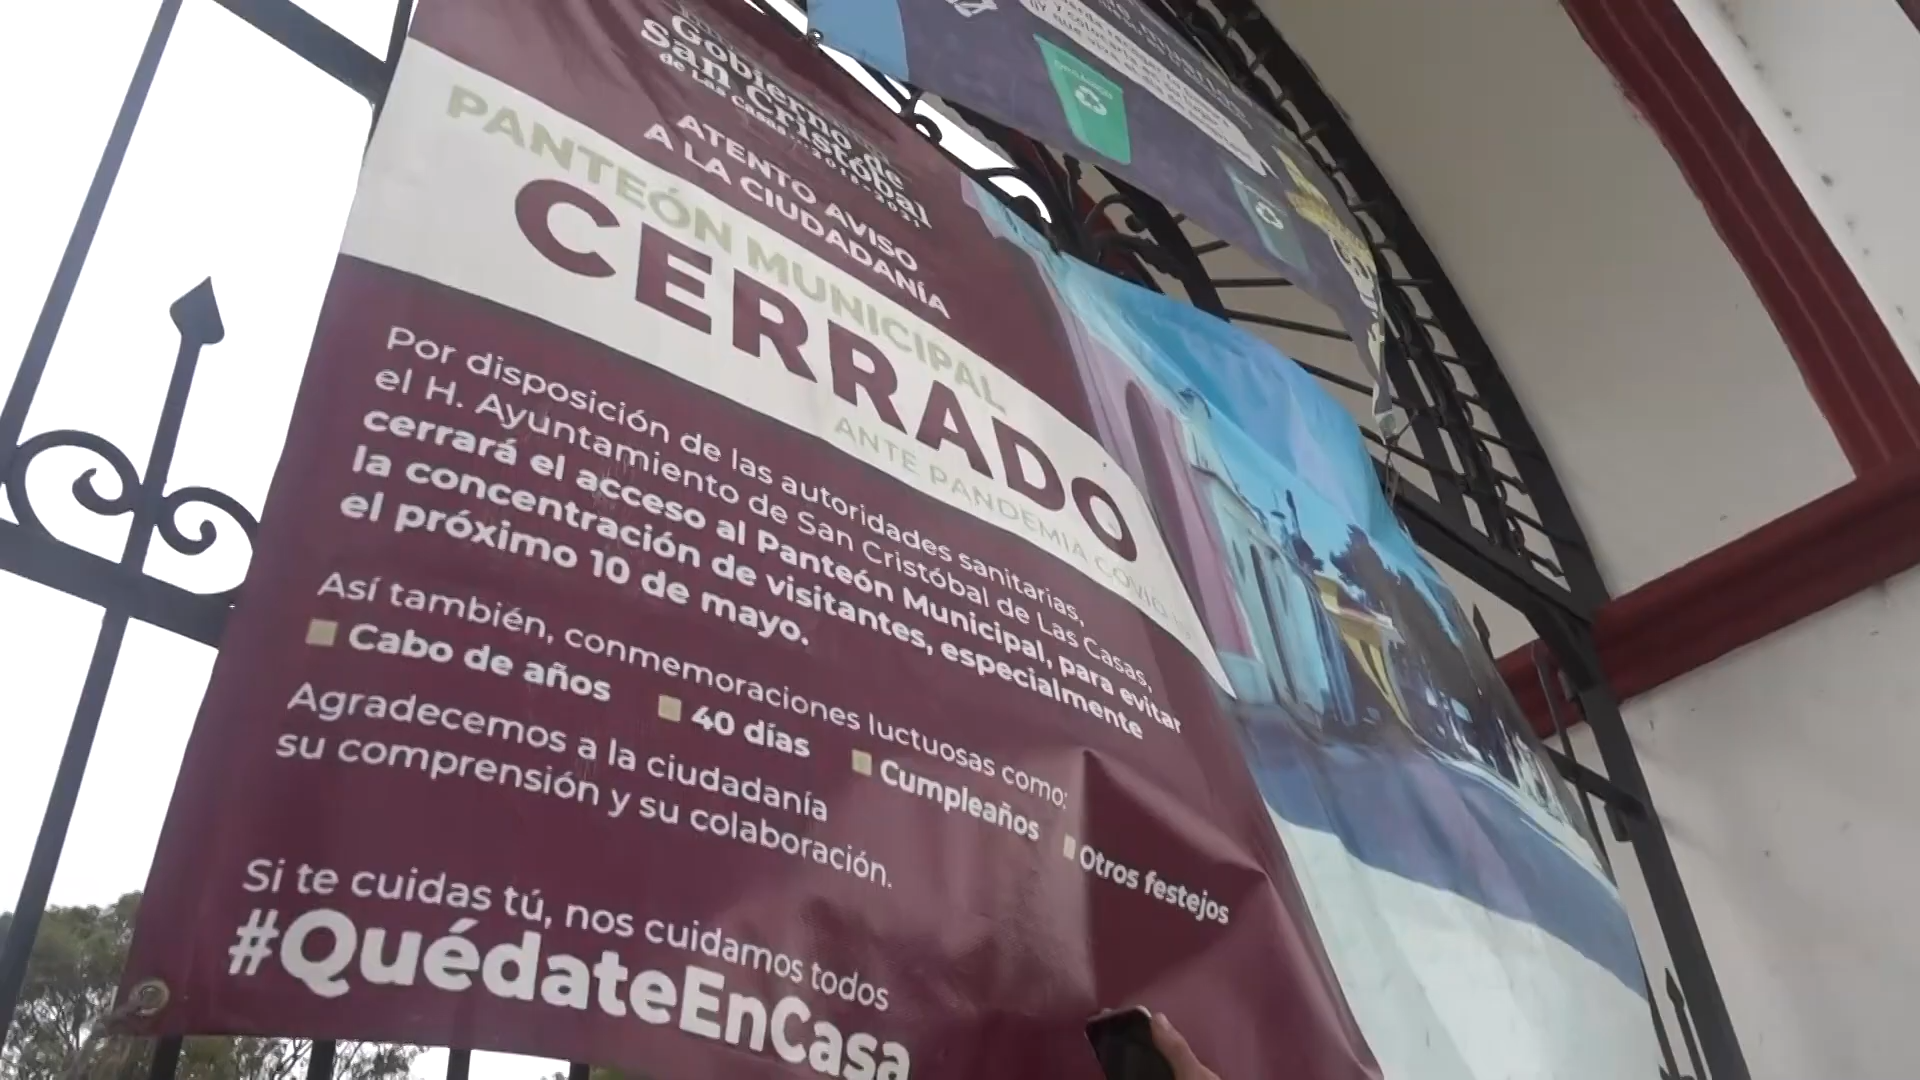 Gobierno de
San Cristóbal
de Las Casas 2018-2021
ATENTO AVISO
A LA CIUDADANÍA
PANTEÓN MUNICIPAL
CERRADO
ANTE PANDEMIA COVID
Por disposición de las autoridades sanitarias,
el H. Ayuntamiento de San Cristóbal de Las Casas,
cerrará el acceso al Panteón Municipal, para evitar
la concentración de visitantes, especialmente
el próximo 10 de mayo.
Así también, conmemoraciones luctuosas como:
Cabo de años 40 días Cumpleaños Otros festejos
Agradecemos a la ciudadanía
su comprensión y su colaboración.
Si te cuidas tú, nos cuidamos todos
#QuédateEnCasa